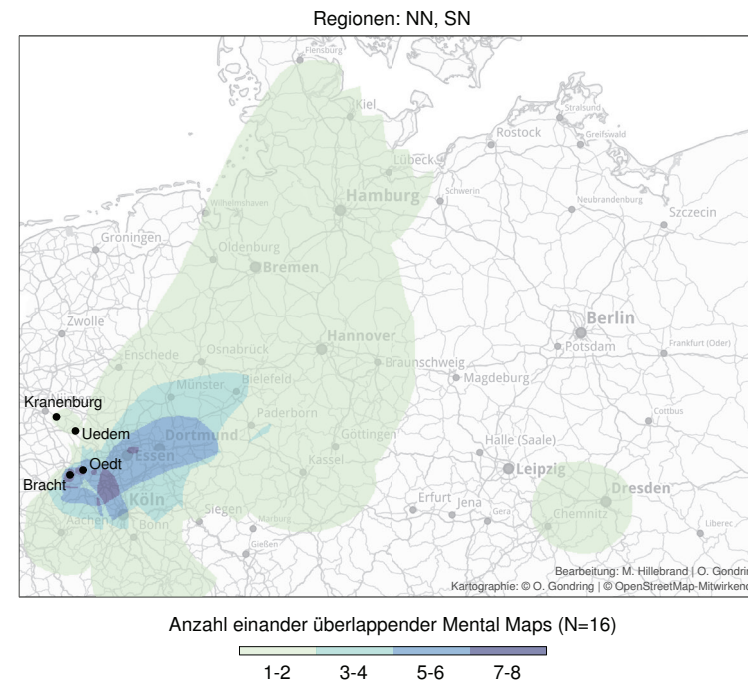 Regionen: NN, SN
Flensburg
Kiel
Stralsund
Rostock
Greifswald
Lübeck
Schwerin
Hamburg
Wilhelmshaven
Neubrandenburg
Szczecin
Groningen
Oldenburg
Bremen
Berlin
Zwolle
Hannover
Potsdam
Frankfurt (Oder)
Enschede
Osnabrück
Braunschweig
Magdeburg
Münster
Bielefeld
Kranenburg
Cottbus
Paderborn
Uedem
Dortmund
Göttingen
Halle (Saale)
Essen
Oedt
Kassel
Leipzig
Bracht
Dresden
Köln
Erfurt
Jena
Siegen
Chemnitz
Aachen
Bonn
Marburg
Gera
Liberec
Gießen
Bearbeitung: M. Hillebrand | O. Gondrin
Kartographie: © O. Gondring | © OpenStreetMap-Mitwirkend
Anzahl einander überlappender Mental Maps (N=16)
1-2 3-4 5-6 7-8